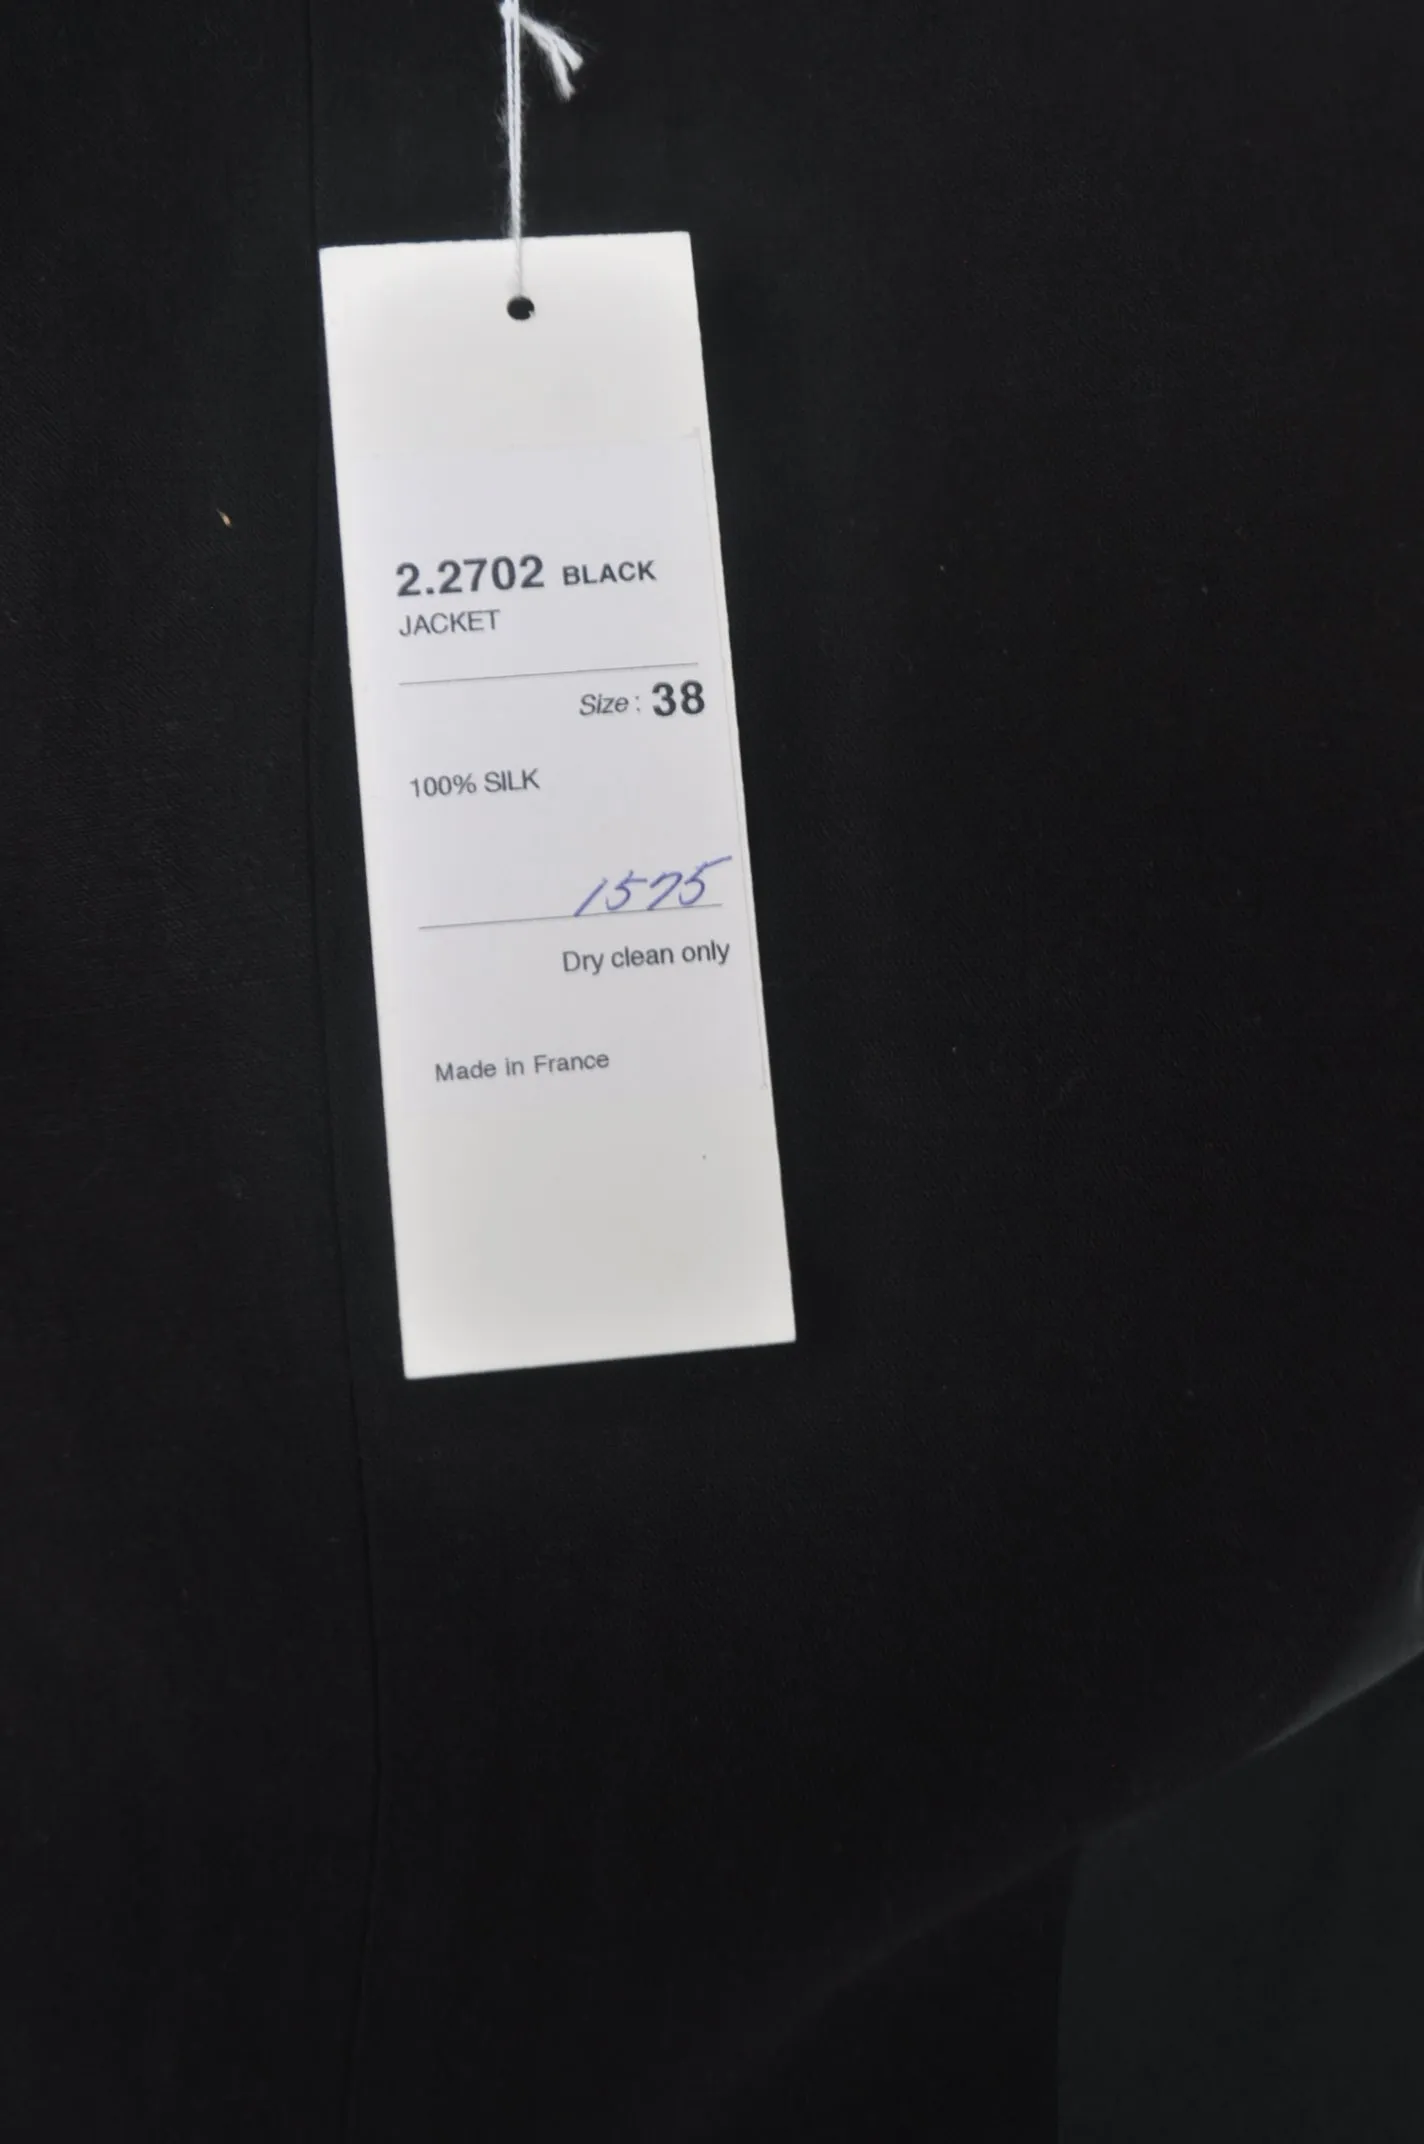 2.2702 BLACK
JACKET
Size : 38
100% SILK
1575
Dry clean only
Made in France